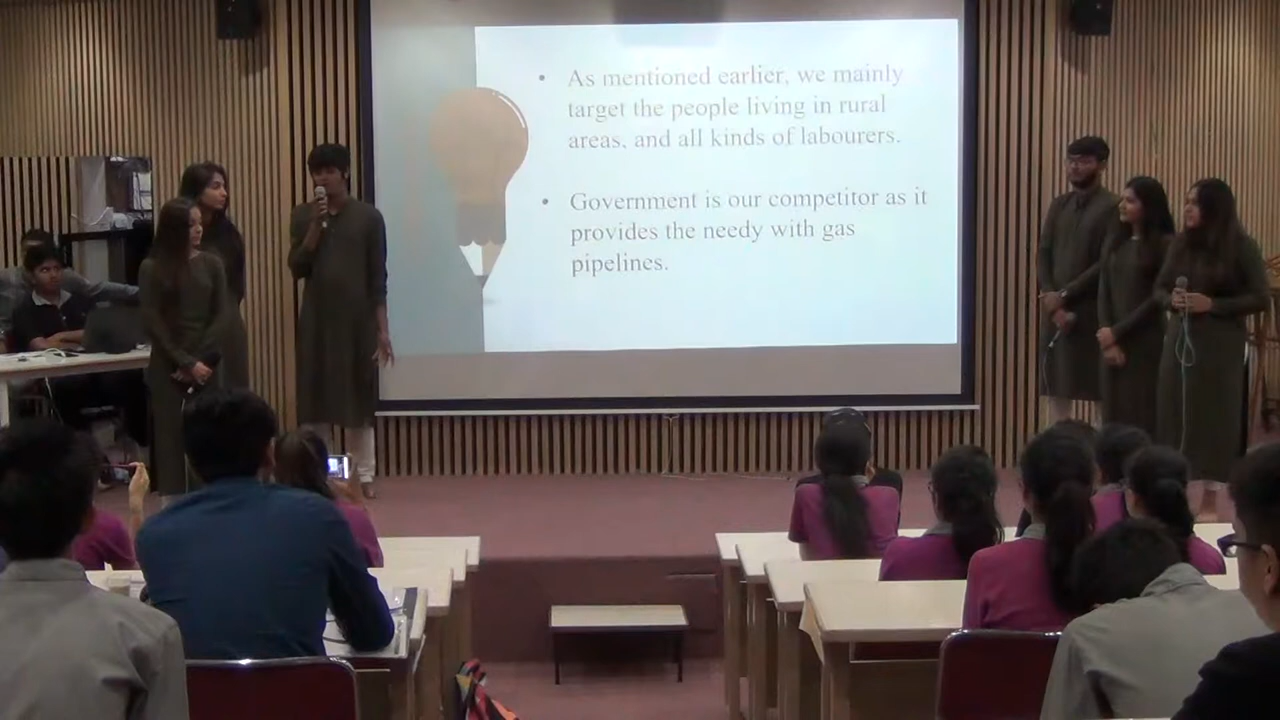 • As mentioned earlier, we mainly
target the people living in rural
areas, and all kinds of labourers.
• Government is our competitor as it
provides the needy with gas
pipelines.